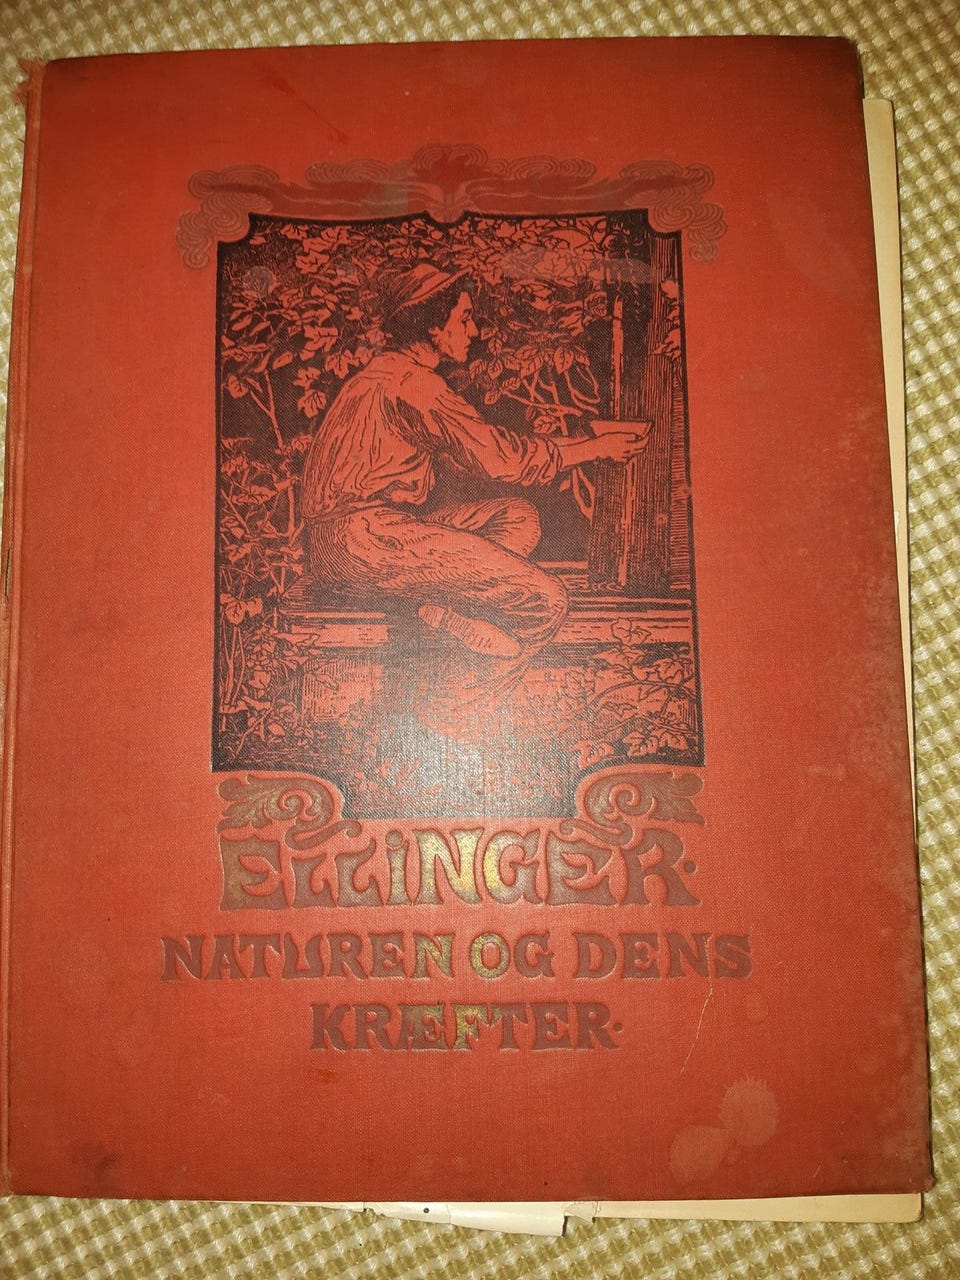 ELLINGER·
NATUREN OG DENS
KRÆFTER·